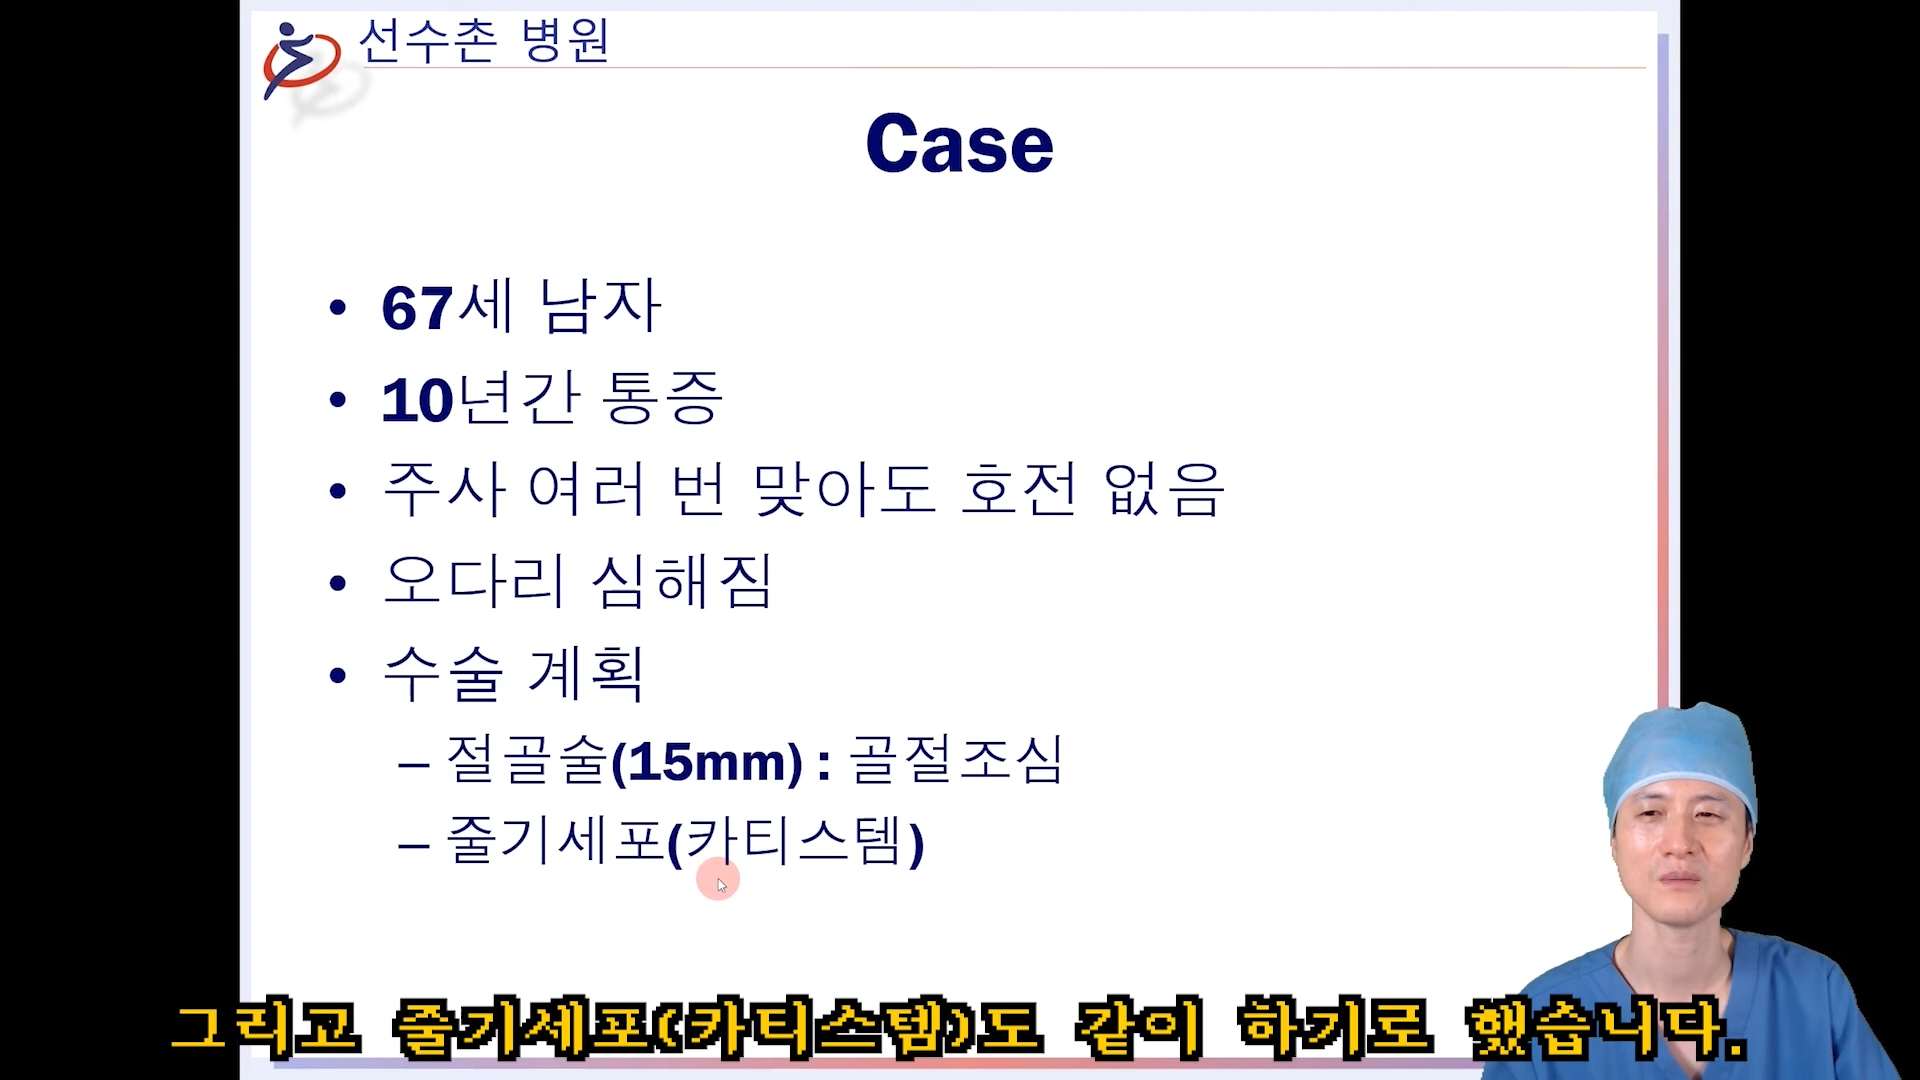 선수촌 병원
Case
• 67세 남자
• 10년간 통증
• 주사 여러 번 맞아도 호전 없음
• 오다리 심해짐
• 수술 계획
– 절골술(15mm) : 골절조심
– 줄기세포(카티스템)
그리고 줄기세포(카티스템)도 같이 하기로 했습니다.